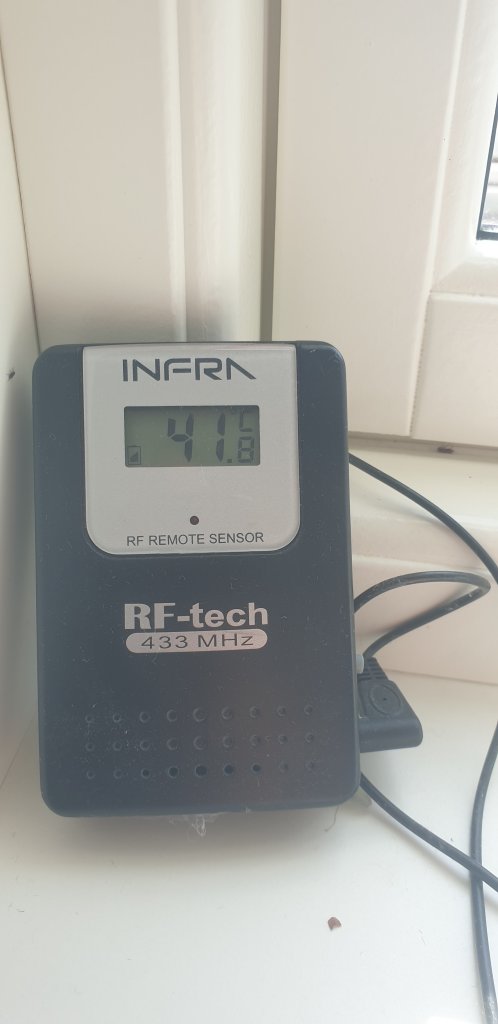 INFRA
°C
41.8
RF REMOTE SENSOR
RF-tech
433 MHz